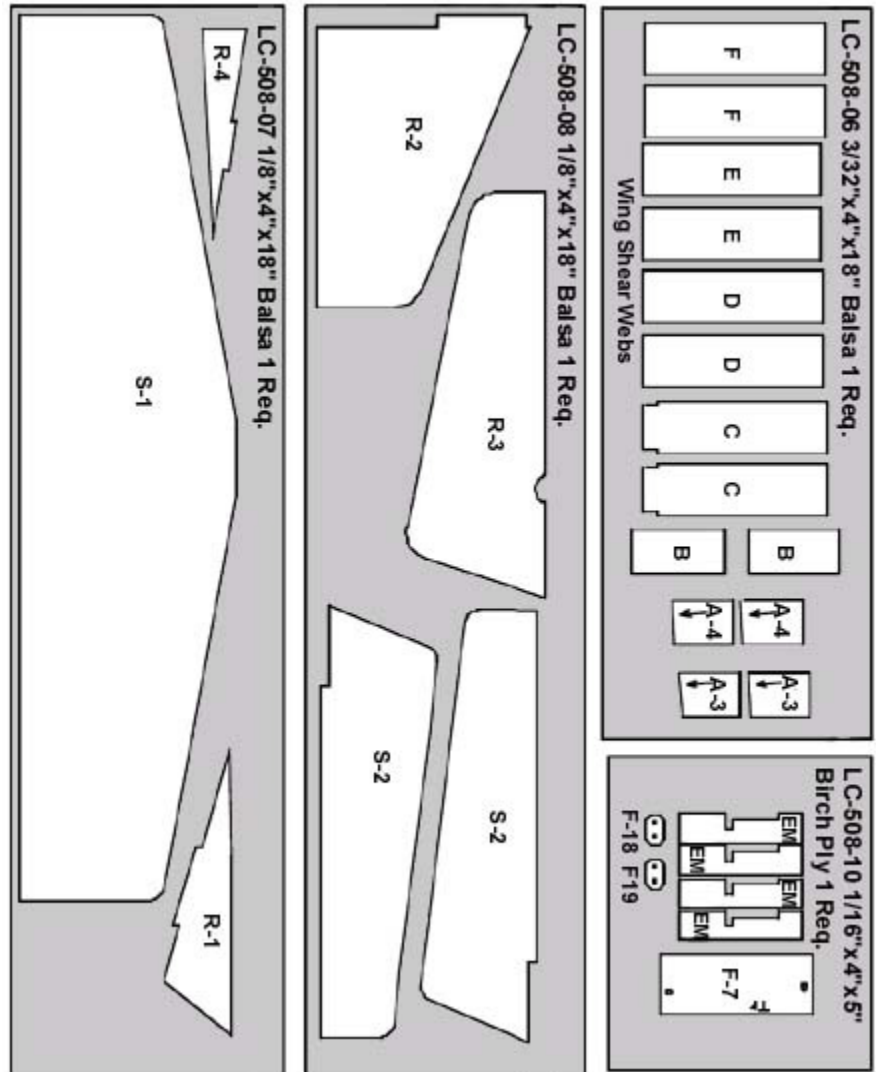 LC-508-06 3/32"x4"x18" Balsa 1 Req.
F F E E D D C C B A-4 A-3
B A-4 A-3
Wing Shear Webs
LC-508-10 1/16"x4"x5"
Birch Ply 1 Req.
EM EM
EM EM
F-7
F-18 F19
LC-508-08 1/8"x4"x18" Balsa 1 Req.
R-3 S-2
R-2 S-2
LC-508-07 1/8"x4"x18" Balsa 1 Req.
R-4 R-1
S-1